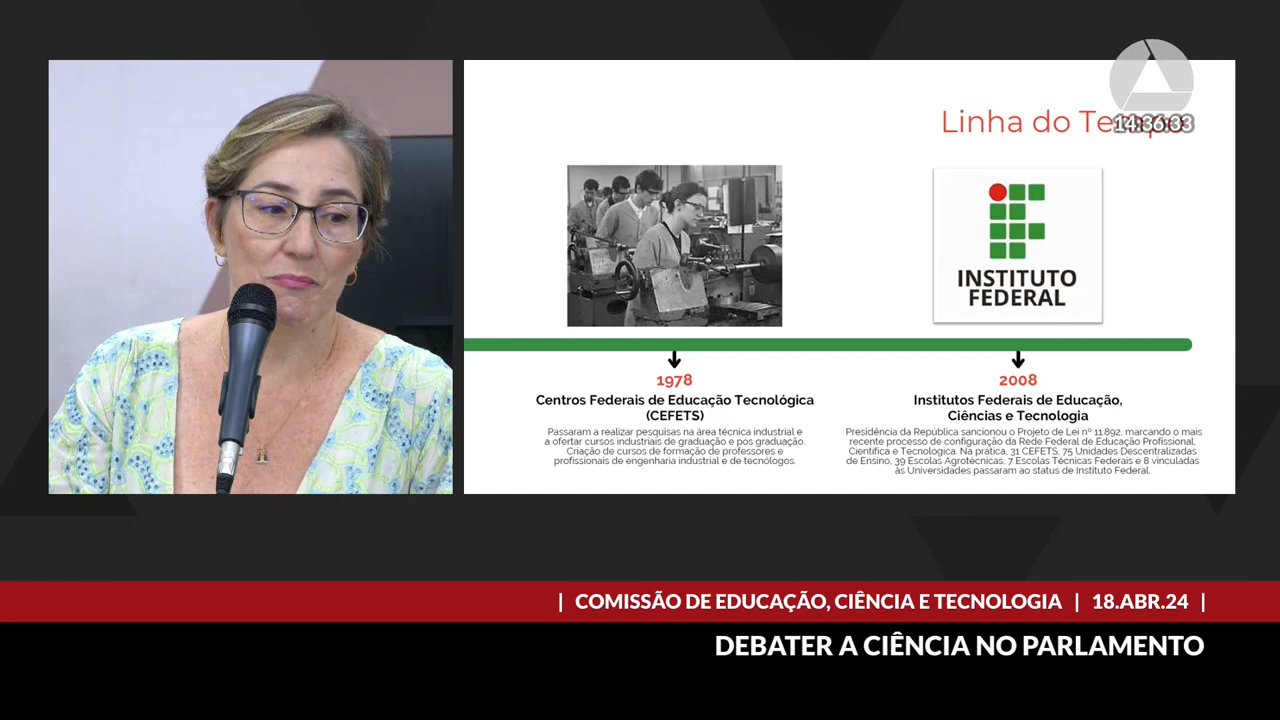 Linha do Tempo
14:36:33
INSTITUTO
FEDERAL
1978
Centros Federais de Educação Tecnológica
(CEFETS)
Passaram a realizar pesquisas na área técnica industrial e
a ofertar cursos industriais de graduação e pós graduação.
Criação de cursos de formação de professores e
profissionais de engenharia industrial e de tecnólogos.
2008
Institutos Federais de Educação,
Ciências e Tecnologia
Presidência da República sancionou o Projeto de Lei nº 11.892, marcando o mais
recente processo de configuração da Rede Federal de Educação Profissional,
Científica e Tecnológica. Na prática, 31 CEFETS, 75 Unidades Descentralizadas
de Ensino, 39 Escolas Agrotécnicas, 7 Escolas Técnicas Federais e 8 vinculadas
às Universidades passaram ao status de Instituto Federal.
| COMISSÃO DE EDUCAÇÃO, CIÊNCIA E TECNOLOGIA | 18.ABR.24 |
DEBATER A CIÊNCIA NO PARLAMENTO